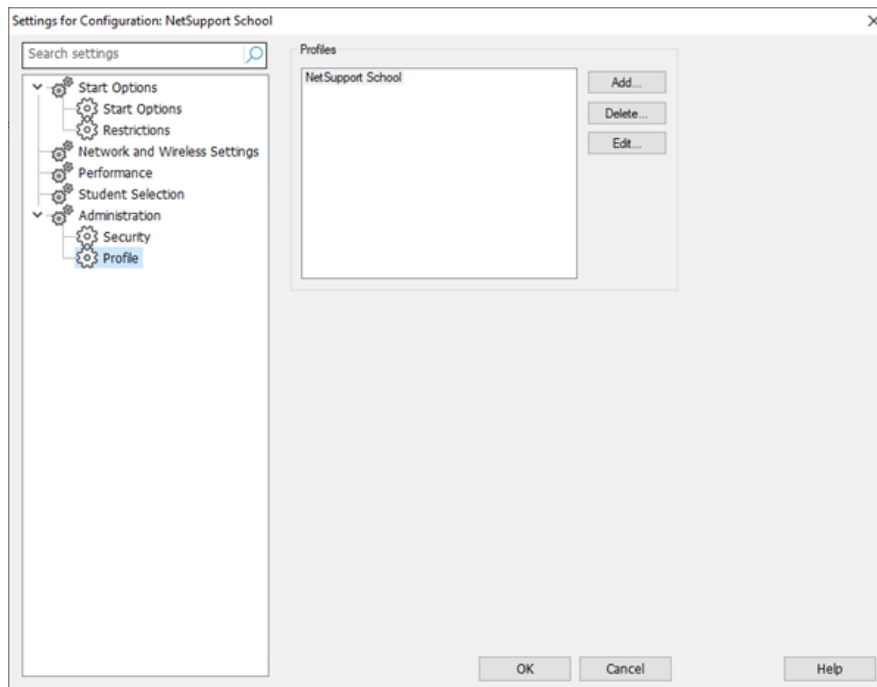 Settings for Configuration: NetSupport School
Search settings
Start Options
Start Options
Restrictions
Network and Wireless Settings
Performance
Student Selection
Administration
Security
Profile
Profiles
NetSupport School
Add...
Delete...
Edit...
OK
Cancel
Help